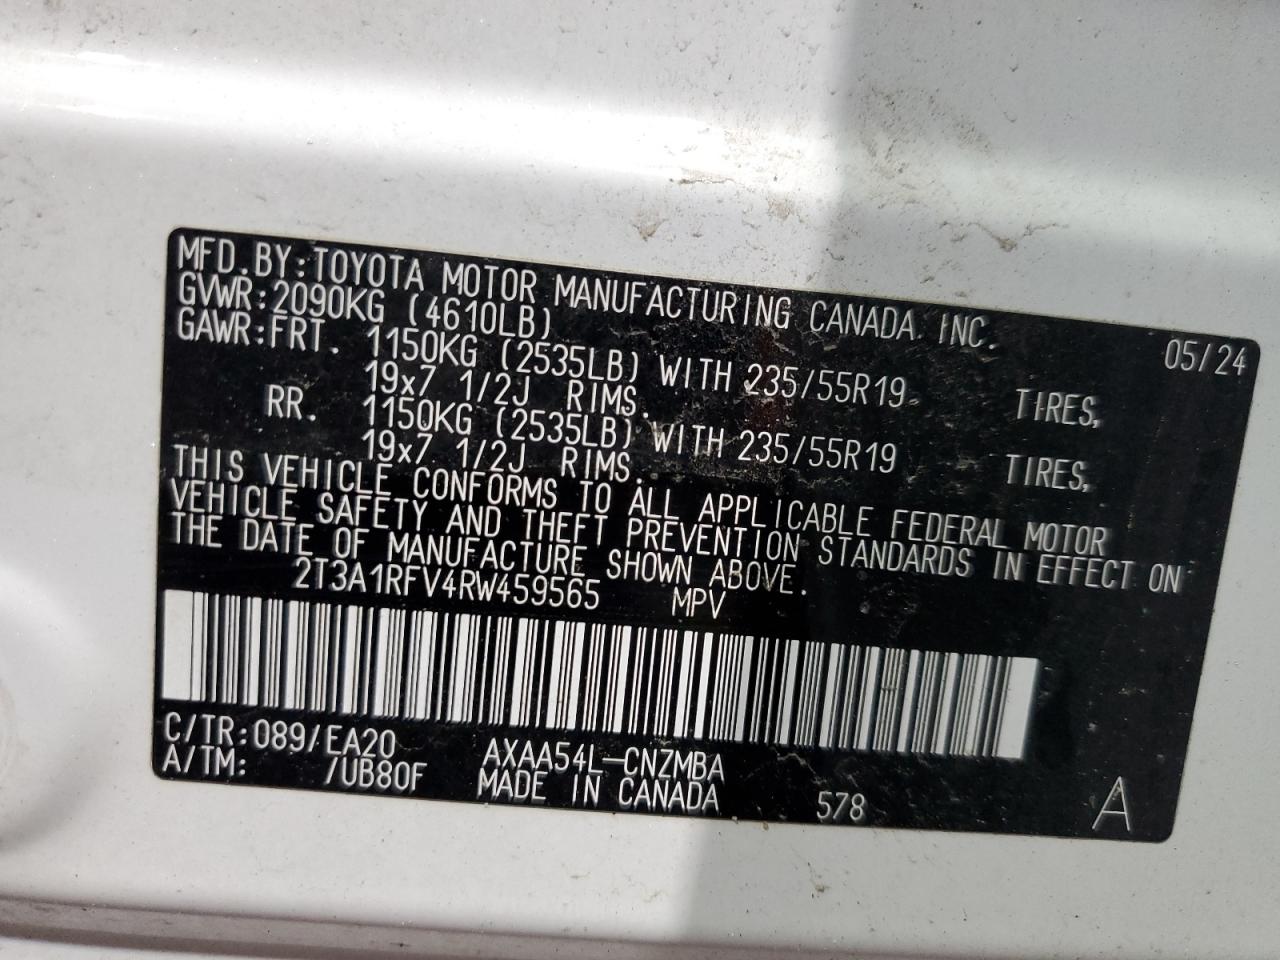 MFD.BY:TOYOTA MOTOR MANUFACTURING CANADA INC. 05/24
GVWR:2090KG (4610LB)
GAWR:FRT. 1150KG (2535LB) WITH 235/55R19 TIRES,
19x7 1/2J RIMS.
RR. 1150KG (2535LB) WITH 235/55R19 TIRES,
19x7 1/2J RIMS.
THIS VEHICLE CONFORMS TO ALL APPLICABLE FEDERAL MOTOR
VEHICLE SAFETY AND THEFT PREVENTION STANDARDS IN EFFECT ON
THE DATE OF MANUFACTURE SHOWN ABOVE.
2T3A1RFV4RW459565 MPV
C/TR:089/EA20 AXAA54L-CNZMBA
A/TM: /UB80F MADE IN CANADA 578 A